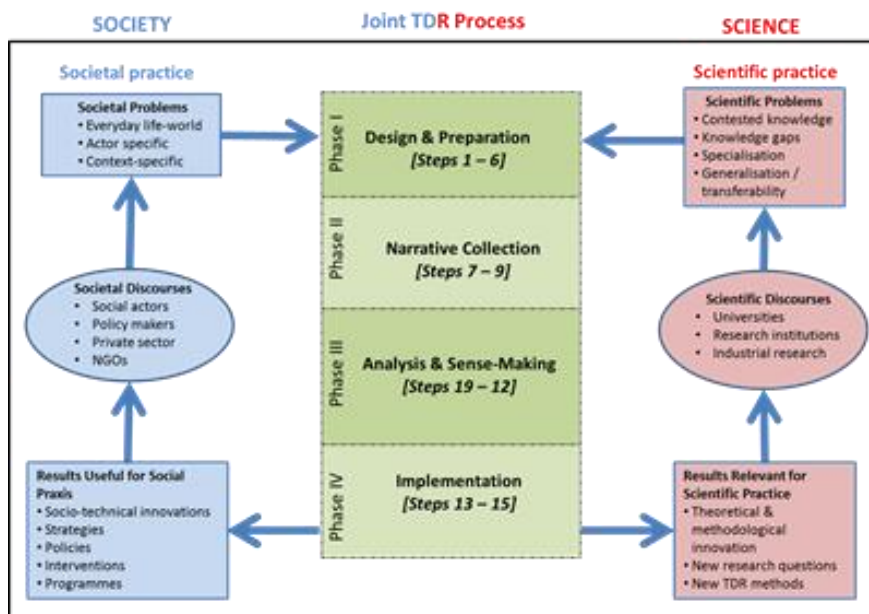 SOCIETY
Joint TDR Process
SCIENCE
Societal practice
Scientific practice
Societal Problems
• Everyday life-world
• Actor specific
• Context-specific
Phase I
Design & Preparation
[Steps 1 – 6]
Scientific Problems
• Contested knowledge
• Knowledge gaps
• Specialisation
• Generalisation /
transferability
Phase II
Narrative Collection
[Steps 7 – 9]
Societal Discourses
• Social actors
• Policy makers
• Private sector
• NGOs
Scientific Discourses
• Universities
• Research institutions
• Industrial research
Phase III
Analysis & Sense-Making
[Steps 19 – 12]
Results Useful for Social
Praxis
• Socio-technical innovations
• Strategies
• Policies
• Interventions
• Programmes
Phase IV
Implementation
[Steps 13 – 15]
Results Relevant for
Scientific Practice
• Theoretical &
methodological
innovation
• New research questions
• New TDR methods